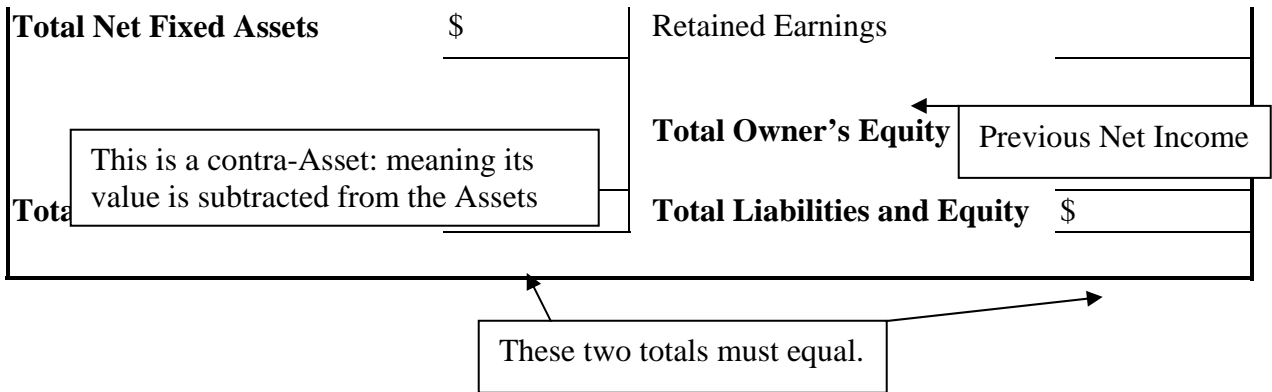 Total Net Fixed Assets $ Retained Earnings
Total Owner’s Equity Previous Net Income
This is a contra-Asset: meaning its
value is subtracted from the Assets
Total Liabilities and Equity $
These two totals must equal.